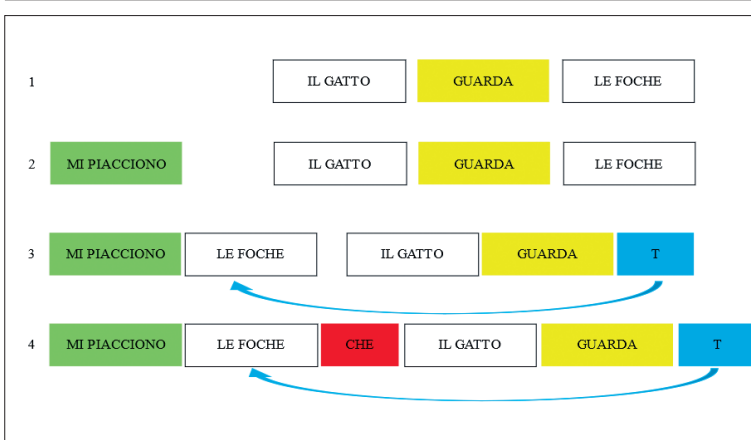 1 IL GATTO GUARDA LE FOCHE
2 MI PIACCIONO IL GATTO GUARDA LE FOCHE
3 MI PIACCIONO LE FOCHE IL GATTO GUARDA T
4 MI PIACCIONO LE FOCHE CHE IL GATTO GUARDA T